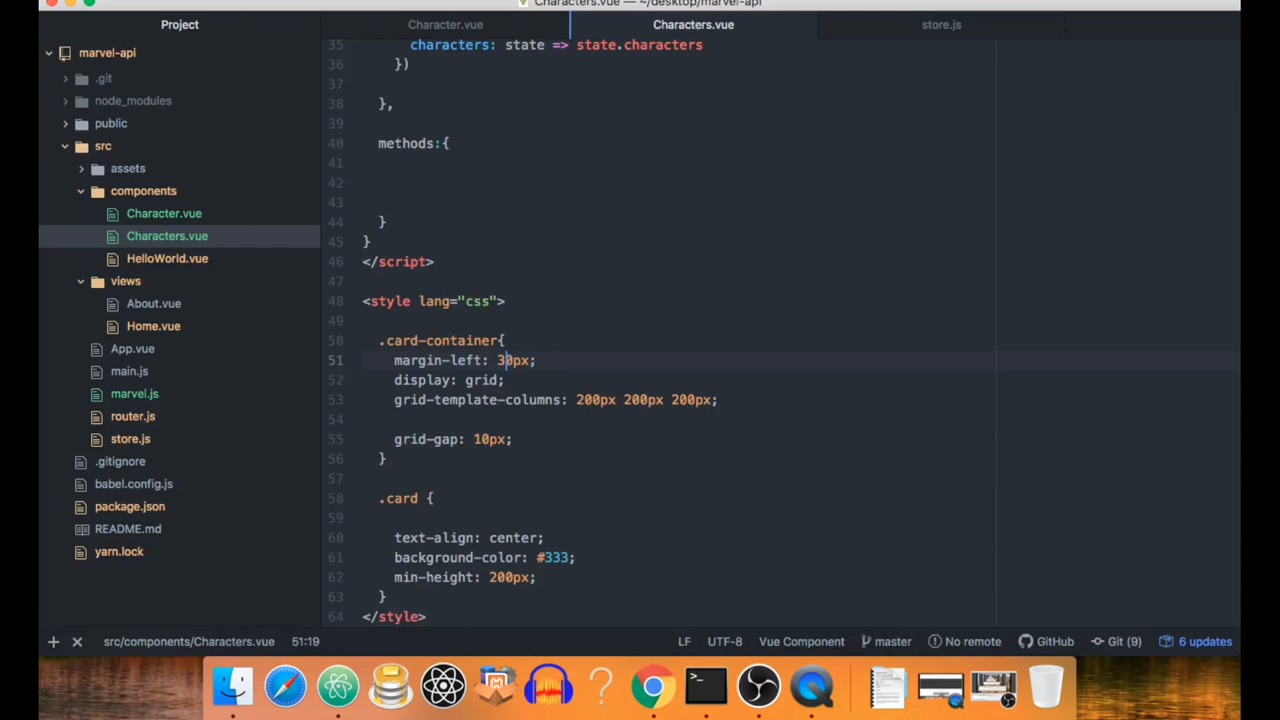 Characters.vue — ~/desktop/marvel-api
Project
Character.vue
Characters.vue
store.js
marvel-api
.git
node_modules
public
src
assets
components
Character.vue
Characters.vue
HelloWorld.vue
views
About.vue
Home.vue
App.vue
main.js
marvel.js
router.js
store.js
.gitignore
babel.config.js
package.json
README.md
yarn.lock
35 characters: state => state.characters
36 })
37
38 },
39
40 methods:{
41
42
43
44 }
45 }
46 </script>
47
48 <style lang="css">
49
50 .card-container{
51 margin-left: 30px;
52 display: grid;
53 grid-template-columns: 200px 200px 200px;
54
55 grid-gap: 10px;
56 }
57
58 .card {
59
60 text-align: center;
61 background-color: #333;
62 min-height: 200px;
63 }
64 </style>
src/components/Characters.vue 51:19 LF UTF-8 Vue Component master No remote GitHub Git (9) 6 updates